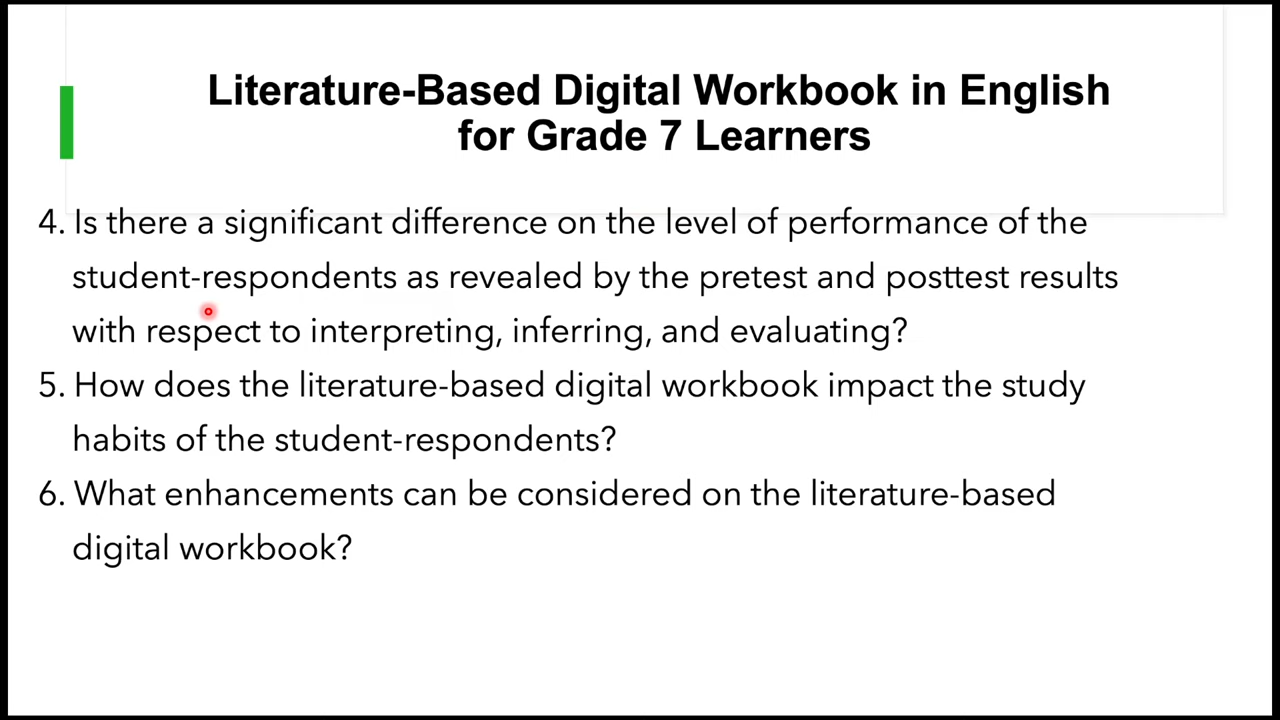 Literature-Based Digital Workbook in English
for Grade 7 Learners
4. Is there a significant difference on the level of performance of the
student-respondents as revealed by the pretest and posttest results
with respect to interpreting, inferring, and evaluating?
5. How does the literature-based digital workbook impact the study
habits of the student-respondents?
6. What enhancements can be considered on the literature-based
digital workbook?